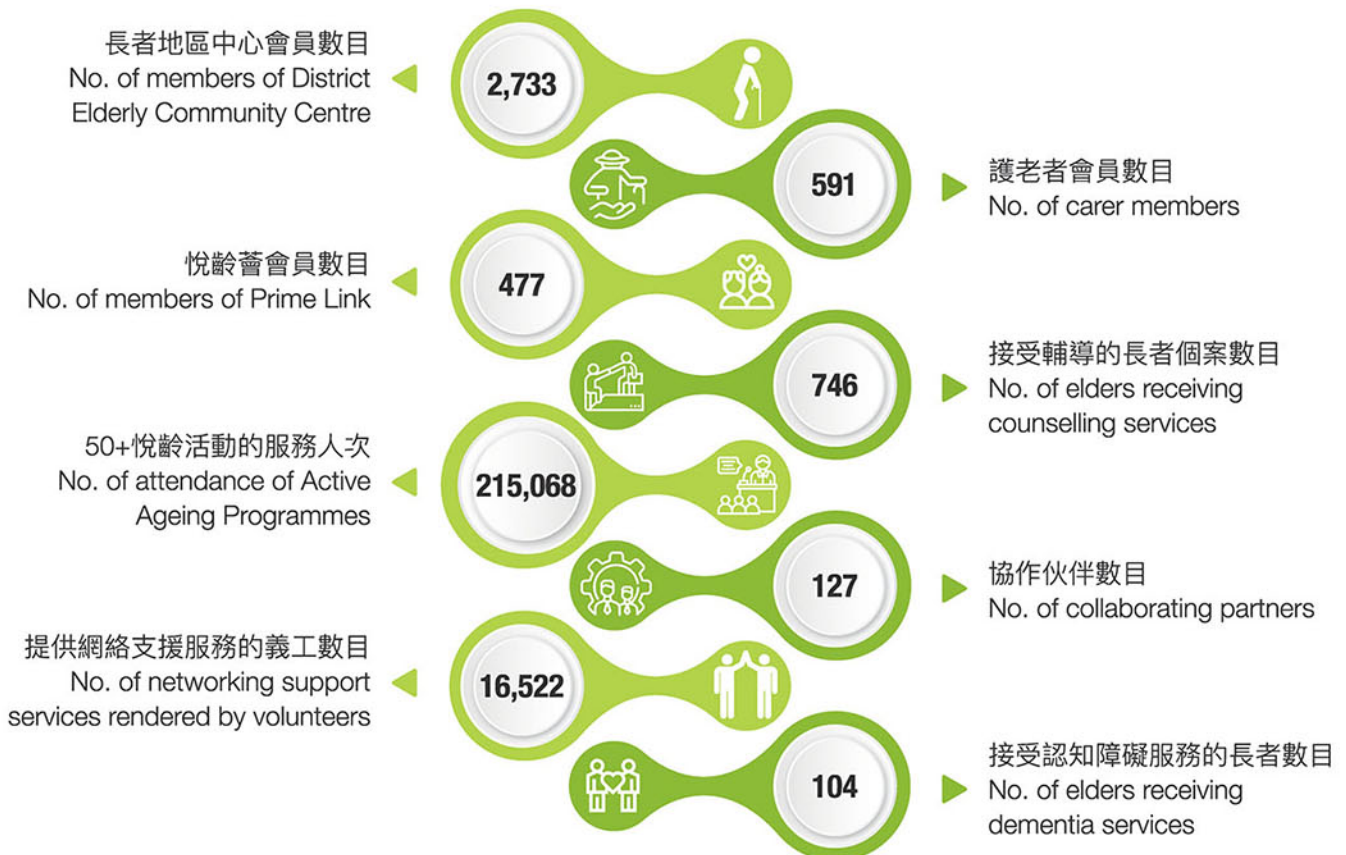 長者地區中心會員數目
No. of members of District
Elderly Community Centre
2,733
591
護老者會員數目
No. of carer members
悅齡薈會員數目
No. of members of Prime Link
477
746
接受輔導的長者個案數目
No. of elders receiving
counselling services
50+悅齡活動的服務人次
No. of attendance of Active
Ageing Programmes
215,068
127
協作伙伴數目
No. of collaborating partners
提供網絡支援服務的義工數目
No. of networking support
services rendered by volunteers
16,522
104
接受認知障礙服務的長者數目
No. of elders receiving
dementia services